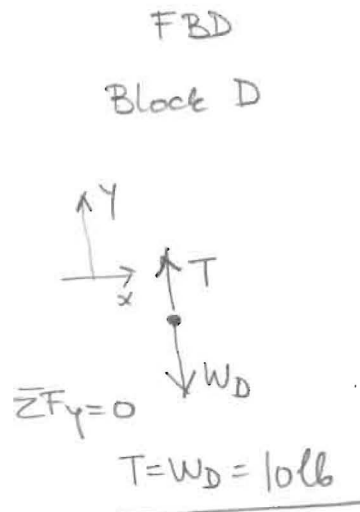 FBD
Block D
Y
T
x
W_D
ΣF_y=0
T=W_D=10lb